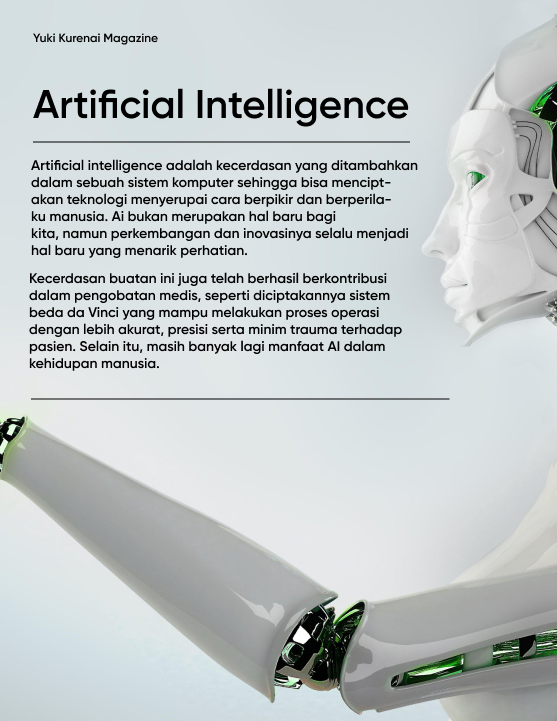 Yuki Kurenai Magazine
Artificial Intelligence
Artificial intelligence adalah kecerdasan yang ditambahkan
dalam sebuah sistem komputer sehingga bisa mencipt-
akan teknologi menyerupai cara berpikir dan berperila-
ku manusia. Ai bukan merupakan hal baru bagi
kita, namun perkembangan dan inovasinya selalu menjadi
hal baru yang menarik perhatian.
Kecerdasan buatan ini juga telah berhasil berkontribusi
dalam pengobatan medis, seperti diciptakannya sistem
beda da Vinci yang mampu melakukan proses operasi
dengan lebih akurat, presisi serta minim trauma terhadap
pasien. Selain itu, masih banyak lagi manfaat AI dalam
kehidupan manusia.